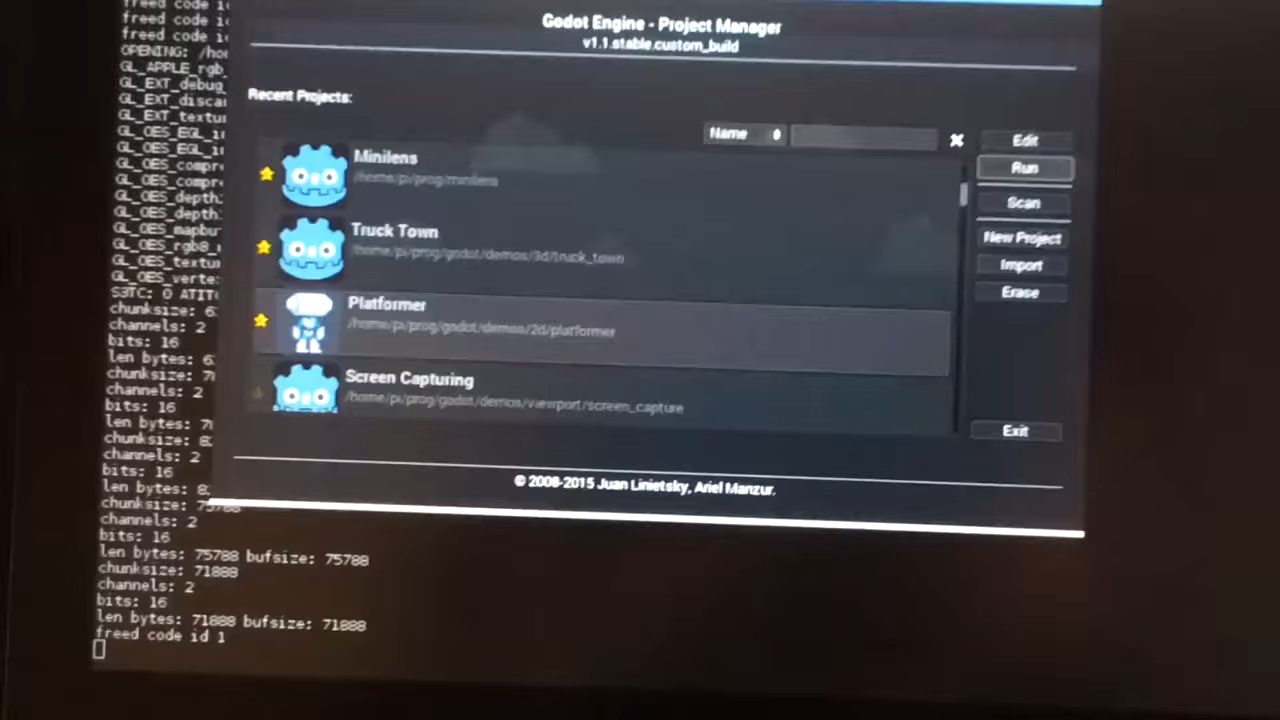 freed code i
freed code i
freed code i
OPENING: /ho
GL_APPLE_rgb_
GL_EXT_debug_
GL_EXT_disca
GL_EXT_textu
GL_OES_EGL_i
GL_OES_EGL_i
GL_OES_compr
GL_OES_compr
GL_OES_depth
GL_OES_depth
GL_OES_mapbu
GL_OES_rgb8_
GL_OES_textu
GL_OES_verte
S3TC: 0 ATIT
chunksize: 6
channels: 2
bits: 16
len bytes: 6
chunksize: 7
channels: 2
bits: 16
len bytes: 7
chunksize: 8
channels: 2
bits: 16
len bytes: 8
chunksize: 75788
channels: 2
bits: 16
len bytes: 75788 bufsize: 75788
chunksize: 71888
channels: 2
bits: 16
len bytes: 71888 bufsize: 71888
freed code id 1
Godot Engine - Project Manager
v1.1.stable.custom_build
Recent Projects:
Name
Edit
Minilens
/home/pi/prog/minilens
Run
Scan
Truck Town
/home/pi/prog/godot/demos/3d/truck_town
New Project
Import
Erase
Platformer
/home/pi/prog/godot/demos/2d/platformer
Screen Capturing
/home/pi/prog/godot/demos/viewport/screen_capture
Exit
© 2008-2015 Juan Linietsky, Ariel Manzur.